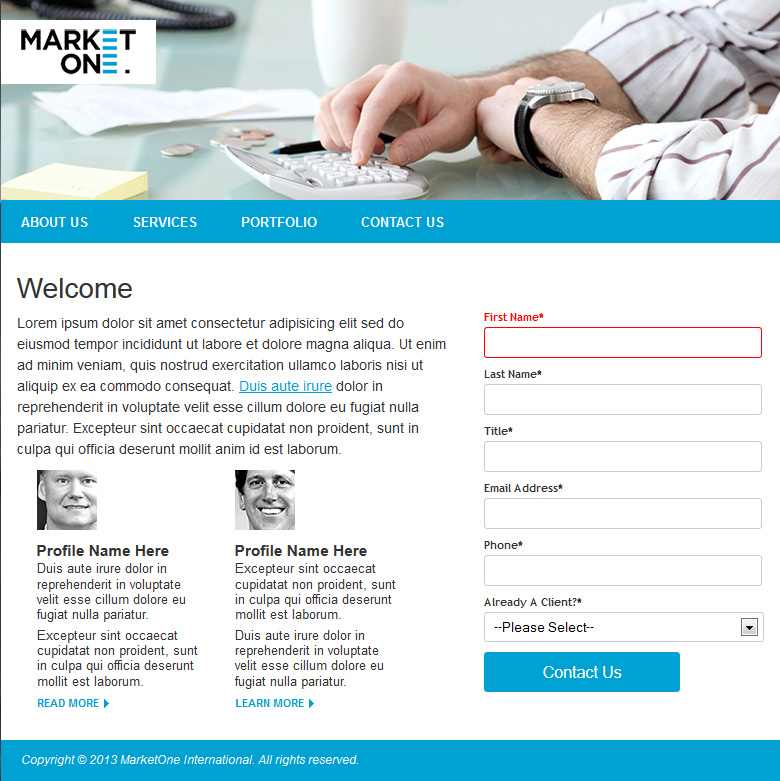 MARKET
ONE.
ABOUT US SERVICES PORTFOLIO CONTACT US
Welcome
Lorem ipsum dolor sit amet consectetur adipisicing elit sed do
eiusmod tempor incididunt ut labore et dolore magna aliqua. Ut enim
ad minim veniam, quis nostrud exercitation ullamco laboris nisi ut
aliquip ex ea commodo consequat. Duis aute irure dolor in
reprehenderit in voluptate velit esse cillum dolore eu fugiat nulla
pariatur. Excepteur sint occaecat cupidatat non proident, sunt in
culpa qui officia deserunt mollit anim id est laborum.
Profile Name Here
Duis aute irure dolor in
reprehenderit in voluptate
velit esse cillum dolore eu
fugiat nulla pariatur.
Excepteur sint occaecat
cupidatat non proident, sunt
in culpa qui officia deserunt
mollit est laborum.
READ MORE
Profile Name Here
Excepteur sint occaecat
cupidatat non proident, sunt
in culpa qui officia deserunt
mollit est laborum.
Duis aute irure dolor in
reprehenderit in voluptate
velit esse cillum dolore eu
fugiat nulla pariatur.
LEARN MORE
First Name*
Last Name*
Title*
Email Address*
Phone*
Already A Client?*
--Please Select--
Contact Us
Copyright © 2013 MarketOne International. All rights reserved.